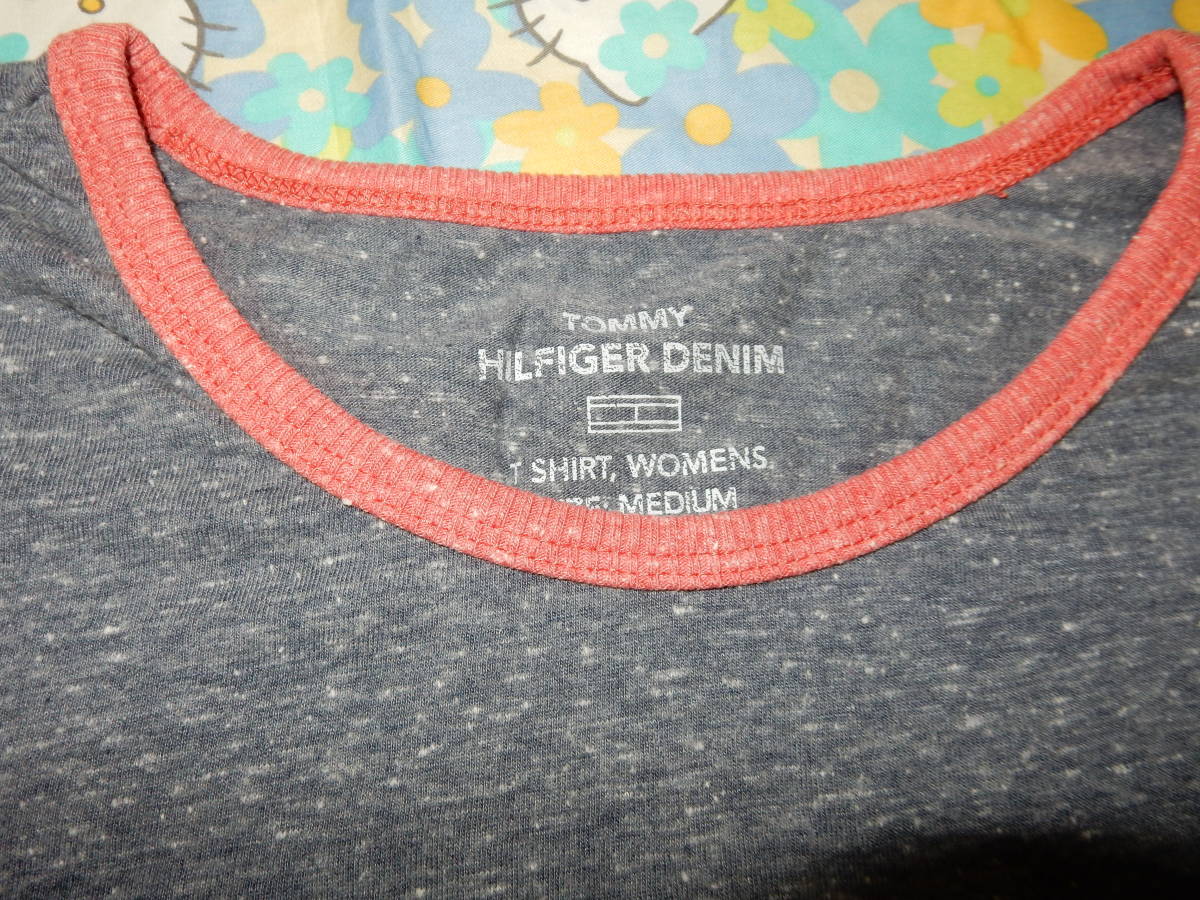 TOMMY
HILFIGER DENIM
T SHIRT, WOMENS.
MEDIUM